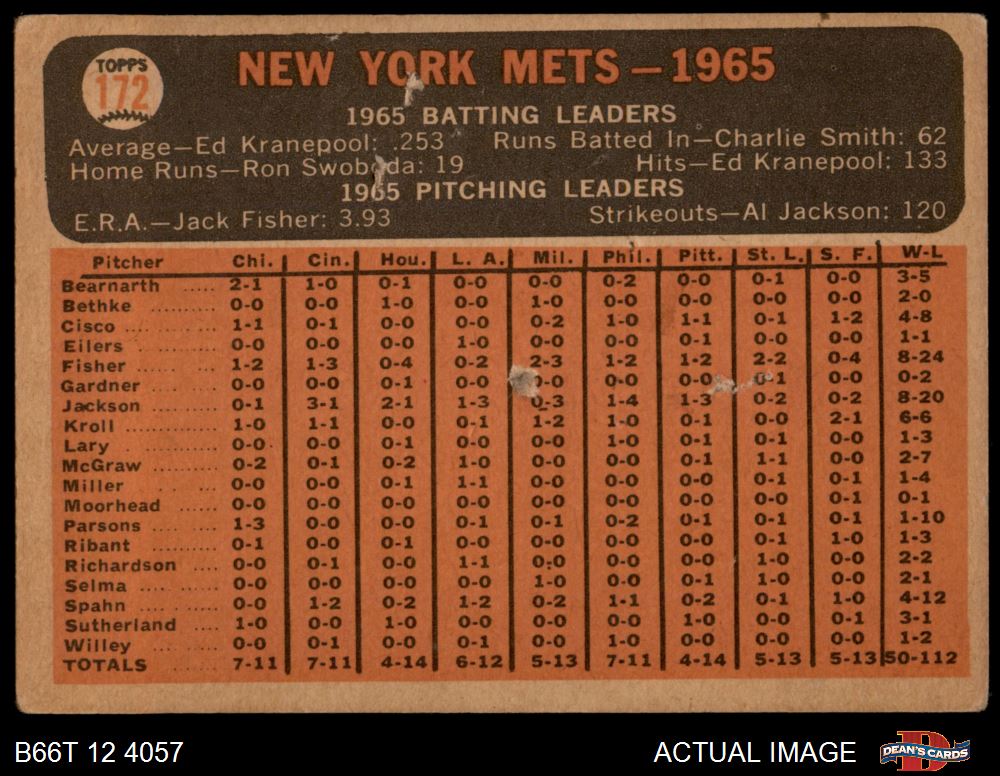 TOPPS
172
NEW YORK METS — 1965
1965 BATTING LEADERS
Average—Ed Kranepool: .253 Runs Batted In—Charlie Smith: 62
Home Runs—Ron Swoboda: 19 Hits—Ed Kranepool: 133
1965 PITCHING LEADERS
E.R.A.—Jack Fisher: 3.93 Strikeouts—Al Jackson: 120
Pitcher Chi. Cin. Hou. L. A. Mil. Phil. Pitt. St. L. S. F. W-L
Bearnarth ..... 2-1 1-0 0-1 0-0 0-0 0-2 0-0 0-1 0-0 3-5
Bethke .......... 0-0 0-0 1-0 0-0 1-0 0-0 0-0 0-0 0-0 2-0
Cisco .... ......... 1-1 0-1 0-0 0-0 0-2 1-0 1-1 0-1 1-2 4-8
Eilers .. .......... 0-0 0-0 0-0 1-0 0-0 0-0 0-1 0-0 0-0 1-1
Fisher ...... ... 1-2 1-3 0-4 0-2 2-3 1-2 1-2 2-2 0-4 8-24
Gardner ......... 0-0 0-0 0-1 0-0 0-0 0-0 0-0 0-1 0-0 0-2
Jackson ......... 0-1 3-1 2-1 1-3 0-3 1-4 1-3 0-2 0-2 8-20
Kroll .............. 1-0 1-1 0-0 0-1 1-2 1-0 0-1 0-0 2-1 6-6
Lary ... .......... 0-0 0-0 0-1 0-0 0-0 1-0 0-1 0-1 0-0 1-3
McGraw ......... 0-2 0-1 0-2 1-0 0-0 0-0 0-1 1-1 0-0 2-7
Miller .. ... 0-0 0-0 0-1 1-1 0-0 0-0 0-0 0-1 0-1 1-4
Moorhead ..... 0-0 0-0 0-0 0-0 0-0 0-0 0-0 0-0 0-1 0-1
Parsons ......... 1-3 0-0 0-0 0-1 0-1 0-2 0-1 0-1 0-1 1-10
Ribant .......... 0-1 0-0 0-1 0-0 0-0 0-0 0-0 0-1 1-0 1-3
Richardson .... 0-0 0-1 0-0 1-1 0-0 0-0 0-0 1-0 0-0 2-2
Selma .... ...... 0-0 0-0 0-0 0-0 1-0 0-0 0-1 1-0 0-0 2-1
Spahn .... ...... 0-0 1-2 0-2 1-2 0-2 1-1 0-2 0-1 1-0 4-12
Sutherland .... 1-0 0-0 1-0 0-0 0-0 0-0 1-0 0-0 0-1 3-1
Willey .......... 0-0 0-1 0-0 0-1 0-0 1-0 0-0 0-0 0-0 1-2
TOTALS ....... 7-11 7-11 4-14 6-12 5-13 7-11 4-14 5-13 5-13 50-112
B66T 12 4057 ACTUAL IMAGE DEAN'S CARDS